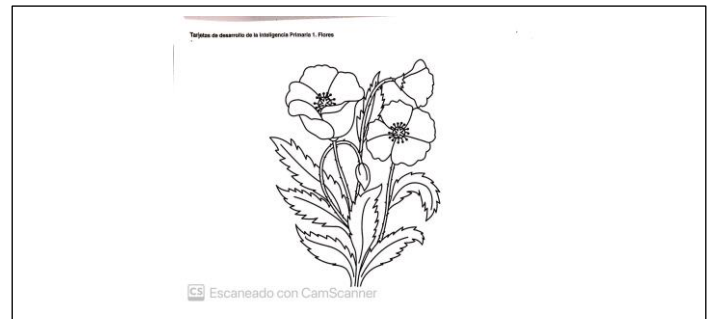 Tarjetas de desarrollo de la Inteligencia Primaria 1. Flores
CS Escaneado con CamScanner